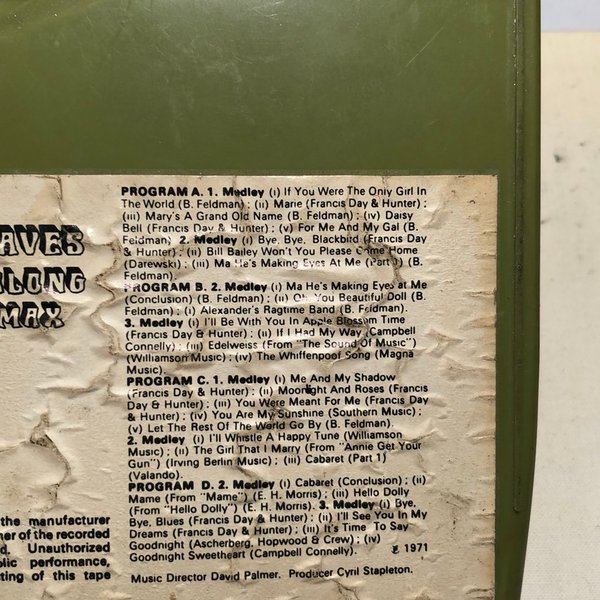 AVES
LONG
MAX
the manufacturer
ner of the recorded
d. Unauthorized
blic performance,
ting of this tape
PROGRAM A. 1. Medley (i) If You Were The Only Girl In
The World (B. Feldman) ; (ii) Marie (Francis Day & Hunter) ;
(iii) Mary's A Grand Old Name (B. Feldman) ; (iv) Daisy
Bell (Francis Day & Hunter) ; (v) For Me And My Gal (B.
Feldman) 2. Medley (i) Bye, Bye, Blackbird (Francis Day
& Hunter) ; (ii) Bill Bailey Won't You Please Come Home
(Darewski) ; (iii) Ma He's Making Eyes At Me (Part 1) (B.
Feldman).
PROGRAM B. 2. Medley (i) Ma He's Making Eyes at Me
(Conclusion) (B. Feldman) ; (ii) Oh, You Beautiful Doll (B.
Feldman) ; (i) Alexander's Ragtime Band (B. Feldman).
3. Medley (i) I'll Be With You In Apple Blossom Time
(Francis Day & Hunter) ; (ii) If I Had My Way (Campbell
Connelly) ; (iii) Edelweiss (From "The Sound Of Music")
(Williamson Music) ; (iv) The Whiffenpoof Song (Magna
Music).
PROGRAM C. 1. Medley (i) Me And My Shadow
(Francis Day & Hunter) ; (ii) Moonlight And Roses (Francis
Day & Hunter) ; (iii) You Were Meant For Me (Francis Day
& Hunter) ; (iv) You Are My Sunshine (Southern Music) ;
(v) Let The Rest Of The World Go By (B. Feldman).
2. Medley (i) I'll Whistle A Happy Tune (Williamson
Music) ; (ii) The Girl That I Marry (From "Annie Get Your
Gun") (Irving Berlin Music) ; (iii) Cabaret (Part 1)
(Valando).
PROGRAM D. 2. Medley (i) Cabaret (Conclusion) ; (ii)
Mame (From "Mame") (E. H. Morris) ; (iii) Hello Dolly
(From "Hello Dolly") (E. H. Morris). 3. Medley (i) Bye,
Bye, Blues (Francis Day & Hunter) ; (ii) I'll See You In My
Dreams (Francis Day & Hunter) ; (iii) It's Time To Say
Goodnight (Ascherberg, Hopwood & Crew) ; (iv)
Goodnight Sweetheart (Campbell Connelly). ℗ 1971
Music Director David Palmer. Producer Cyril Stapleton.